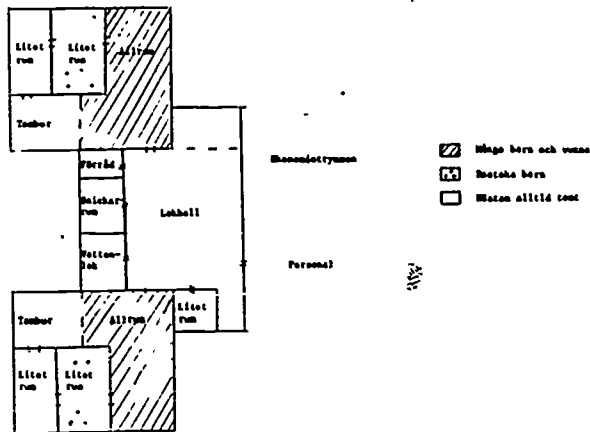 Litet
rum
Litet
rum
Allrum
Tambur
Förråd
Snickar-
rum
Lekhall
Vatten-
lek
Ekonomiutrymmen
Personal
Många barn och vuxna
Enstaka barn
Nästan alltid tomt
Tambur
Allrum
Litet
rum
Litet
rum
Litet
rum